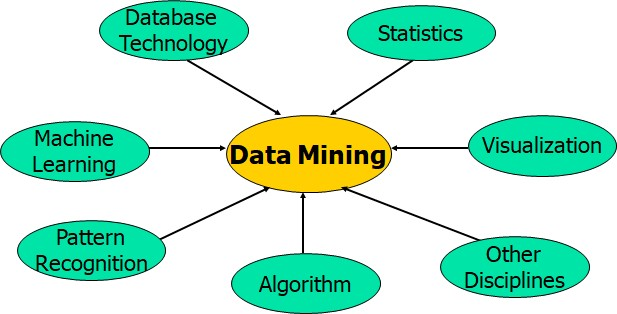 Database
Technology
Statistics
Machine
Learning
Data Mining
Visualization
Pattern
Recognition
Algorithm
Other
Disciplines